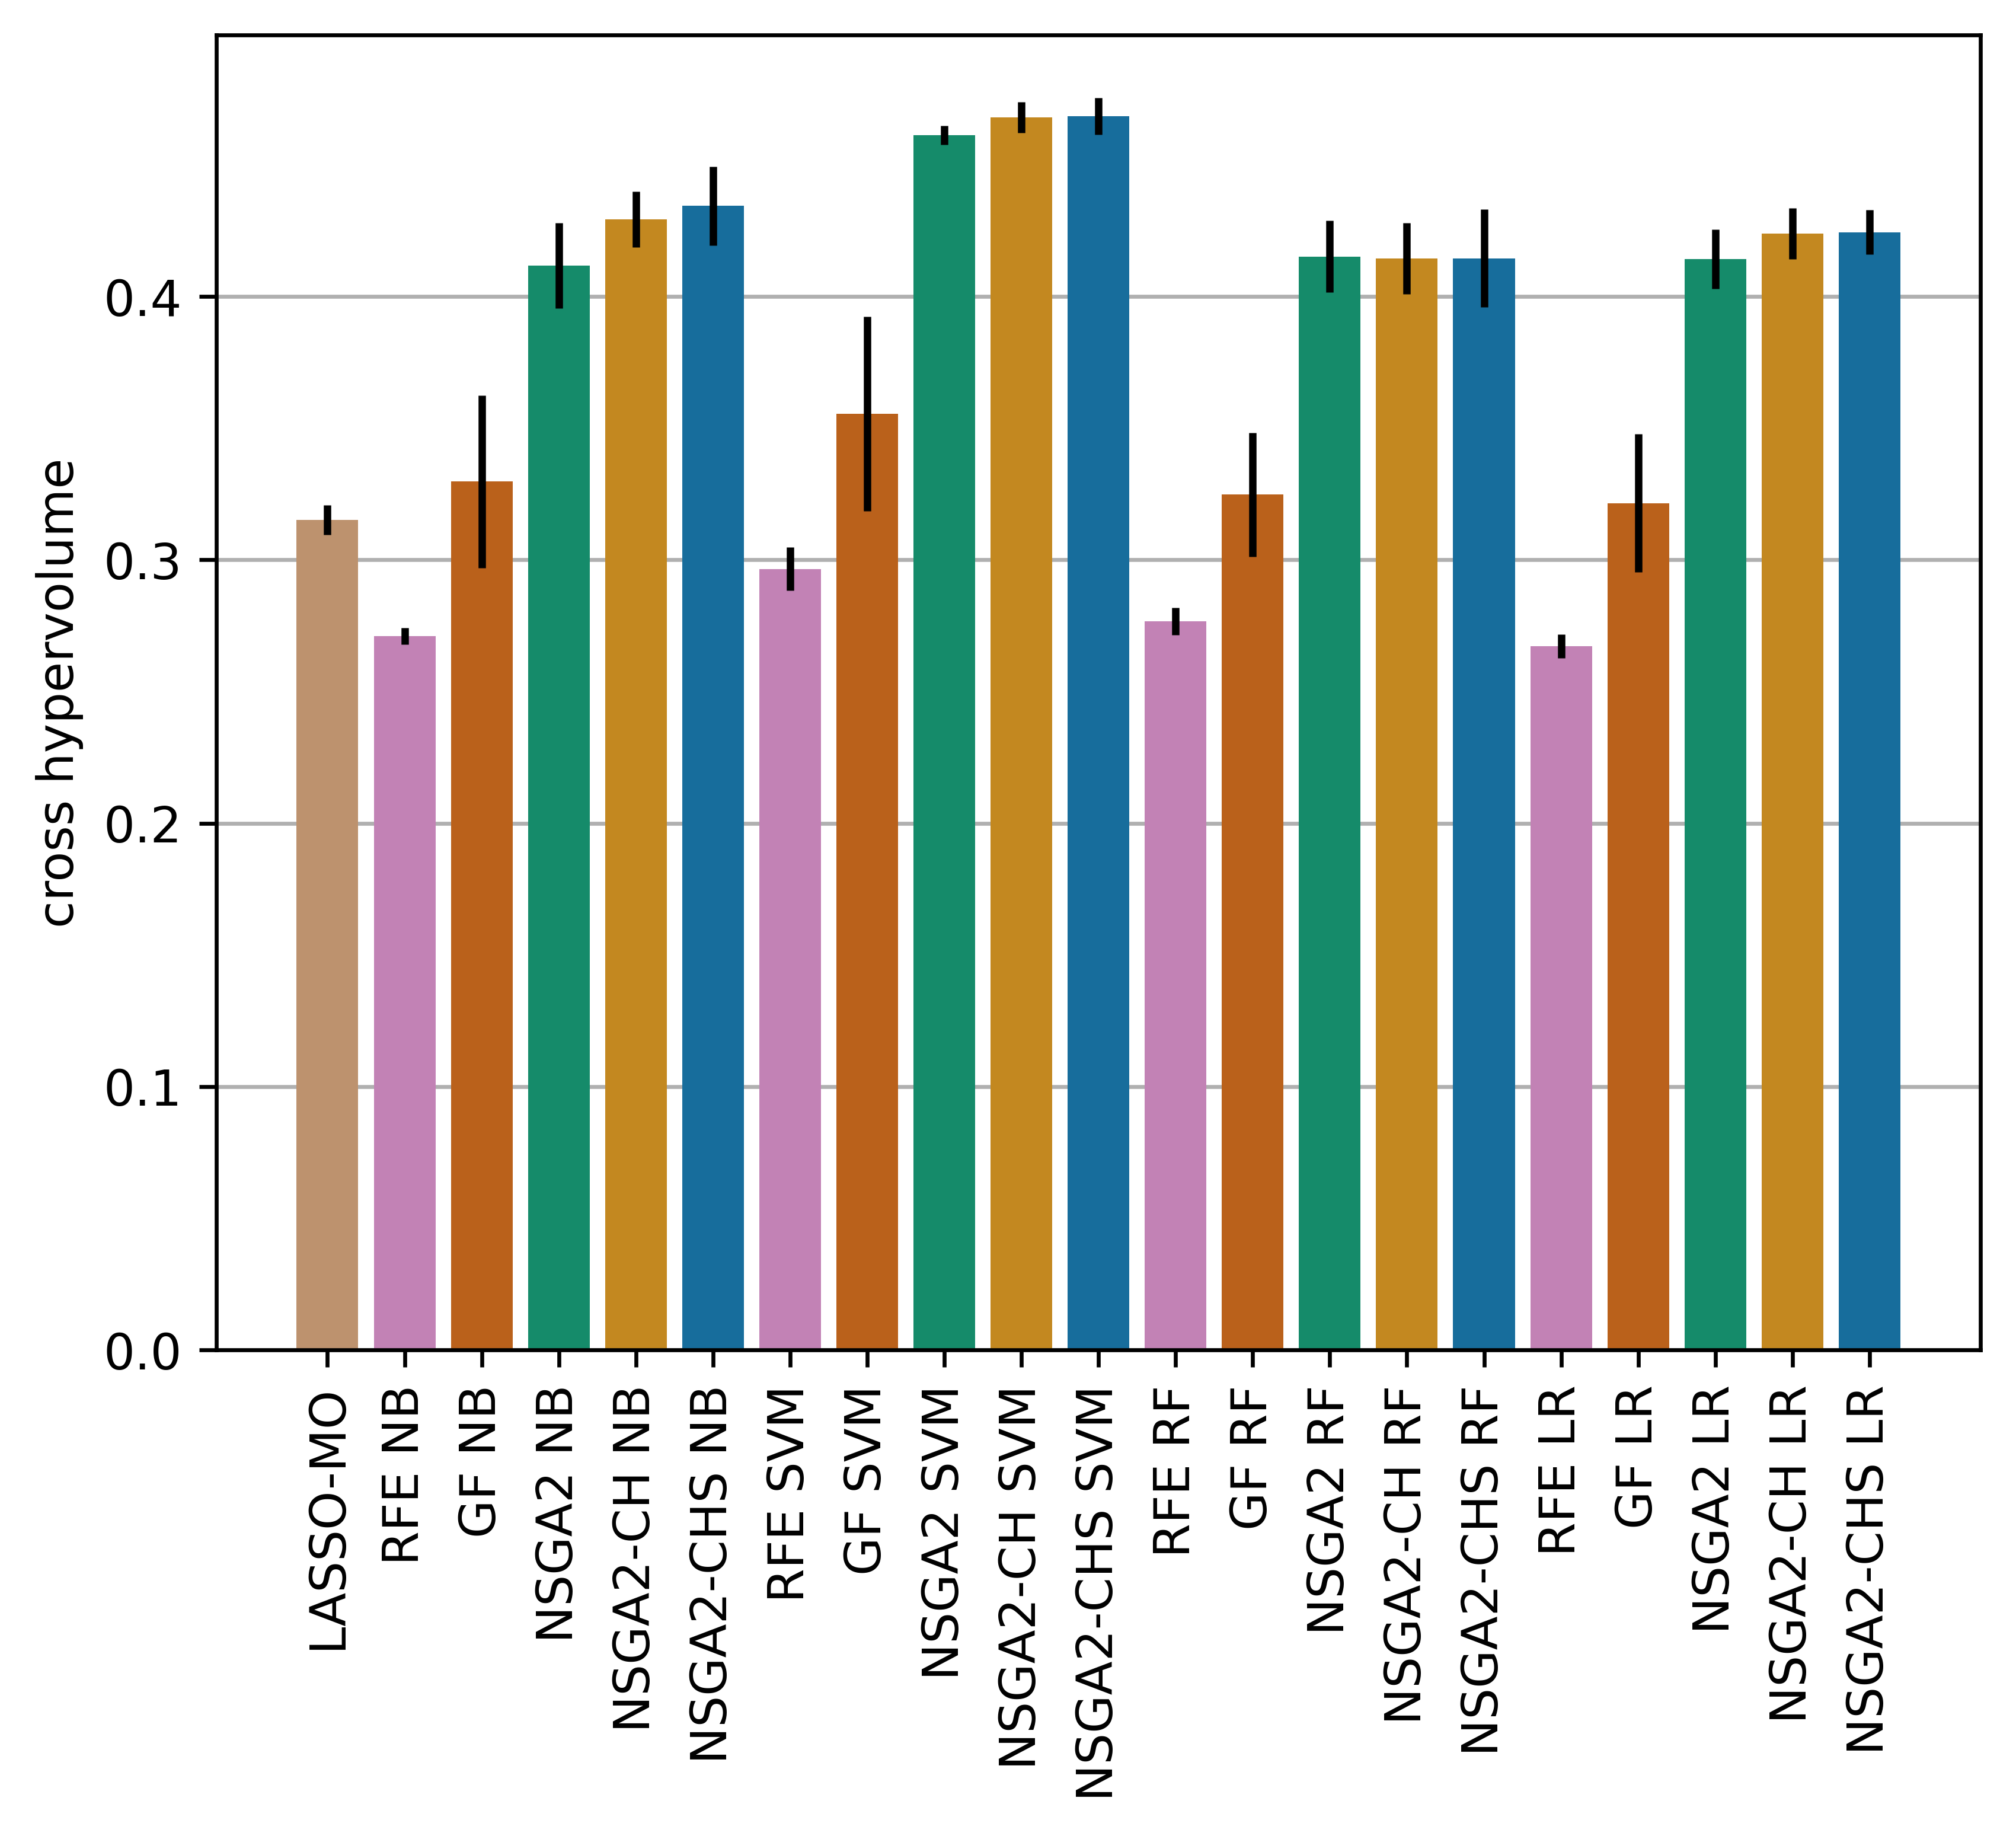 cross hypervolume
0.4
0.3
0.2
0.1
0.0
LASSO-MO
RFE NB
GF NB
NSGA2 NB
NSGA2-CH NB
NSGA2-CHS NB
RFE SVM
GF SVM
NSGA2 SVM
NSGA2-CH SVM
NSGA2-CHS SVM
RFE RF
GF RF
NSGA2 RF
NSGA2-CH RF
NSGA2-CHS RF
RFE LR
GF LR
NSGA2 LR
NSGA2-CH LR
NSGA2-CHS LR